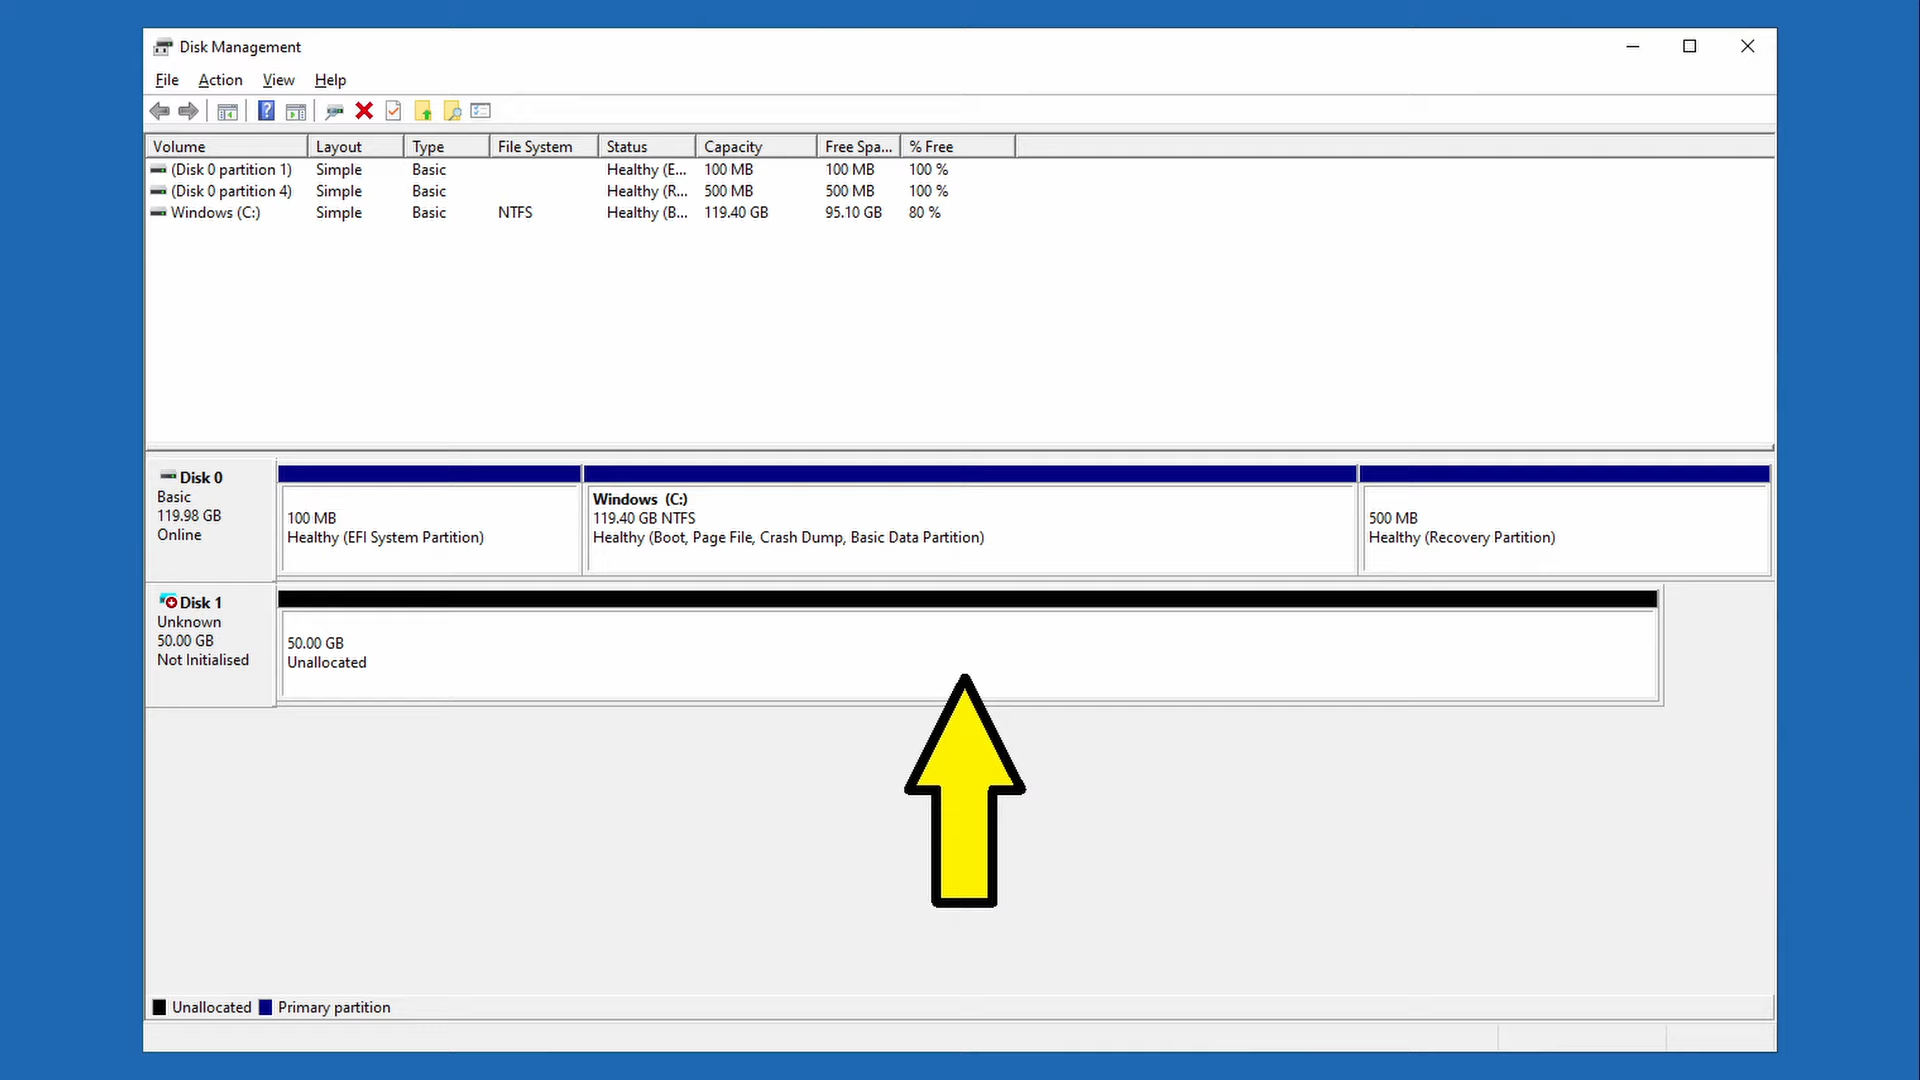 Disk Management
File Action View Help
Volume Layout Type File System Status Capacity Free Spa... % Free
(Disk 0 partition 1) Simple Basic Healthy (E... 100 MB 100 MB 100 %
(Disk 0 partition 4) Simple Basic Healthy (R... 500 MB 500 MB 100 %
Windows (C:) Simple Basic NTFS Healthy (B... 119.40 GB 95.10 GB 80 %
Disk 0
Basic
119.98 GB
Online
100 MB
Healthy (EFI System Partition)
Windows (C:)
119.40 GB NTFS
Healthy (Boot, Page File, Crash Dump, Basic Data Partition)
500 MB
Healthy (Recovery Partition)
Disk 1
Unknown
50.00 GB
Not Initialised
50.00 GB
Unallocated
Unallocated Primary partition